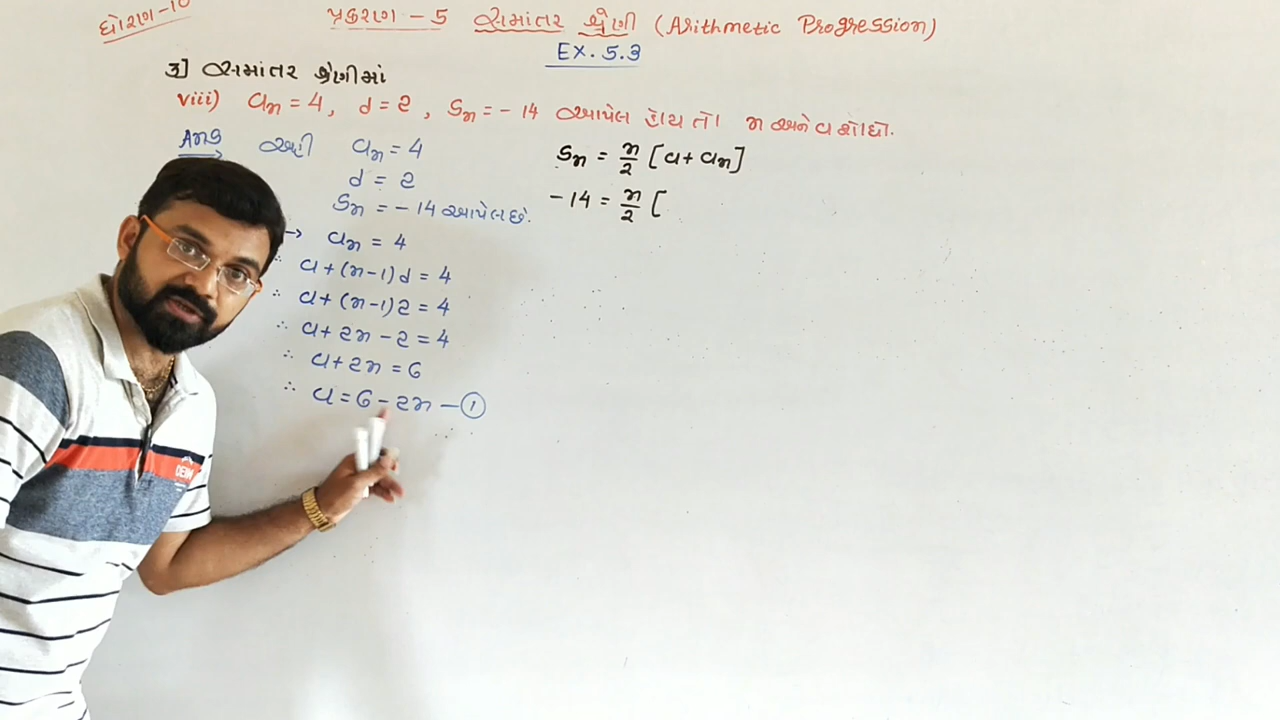 ધોરણ-10
પ્રકરણ - 5 સમાંતર શ્રેણી (Arithmetic Progression)
EX. 5.3
3] સમાંતર શ્રેણીમાં
viii) an = 4, d = 2, Sn = - 14 આપેલ હોય તો n અને a શોધો.
Ans અહી an = 4
d = 2
Sn = - 14 આપેલ છે.
→ an = 4
∴ a + (n-1) d = 4
∴ a + (n-1) 2 = 4
∴ a + 2n - 2 = 4
∴ a + 2n = 6
∴ a = 6 - 2n — ①
Sn = n/2 [a + an]
-14 = n/2 [